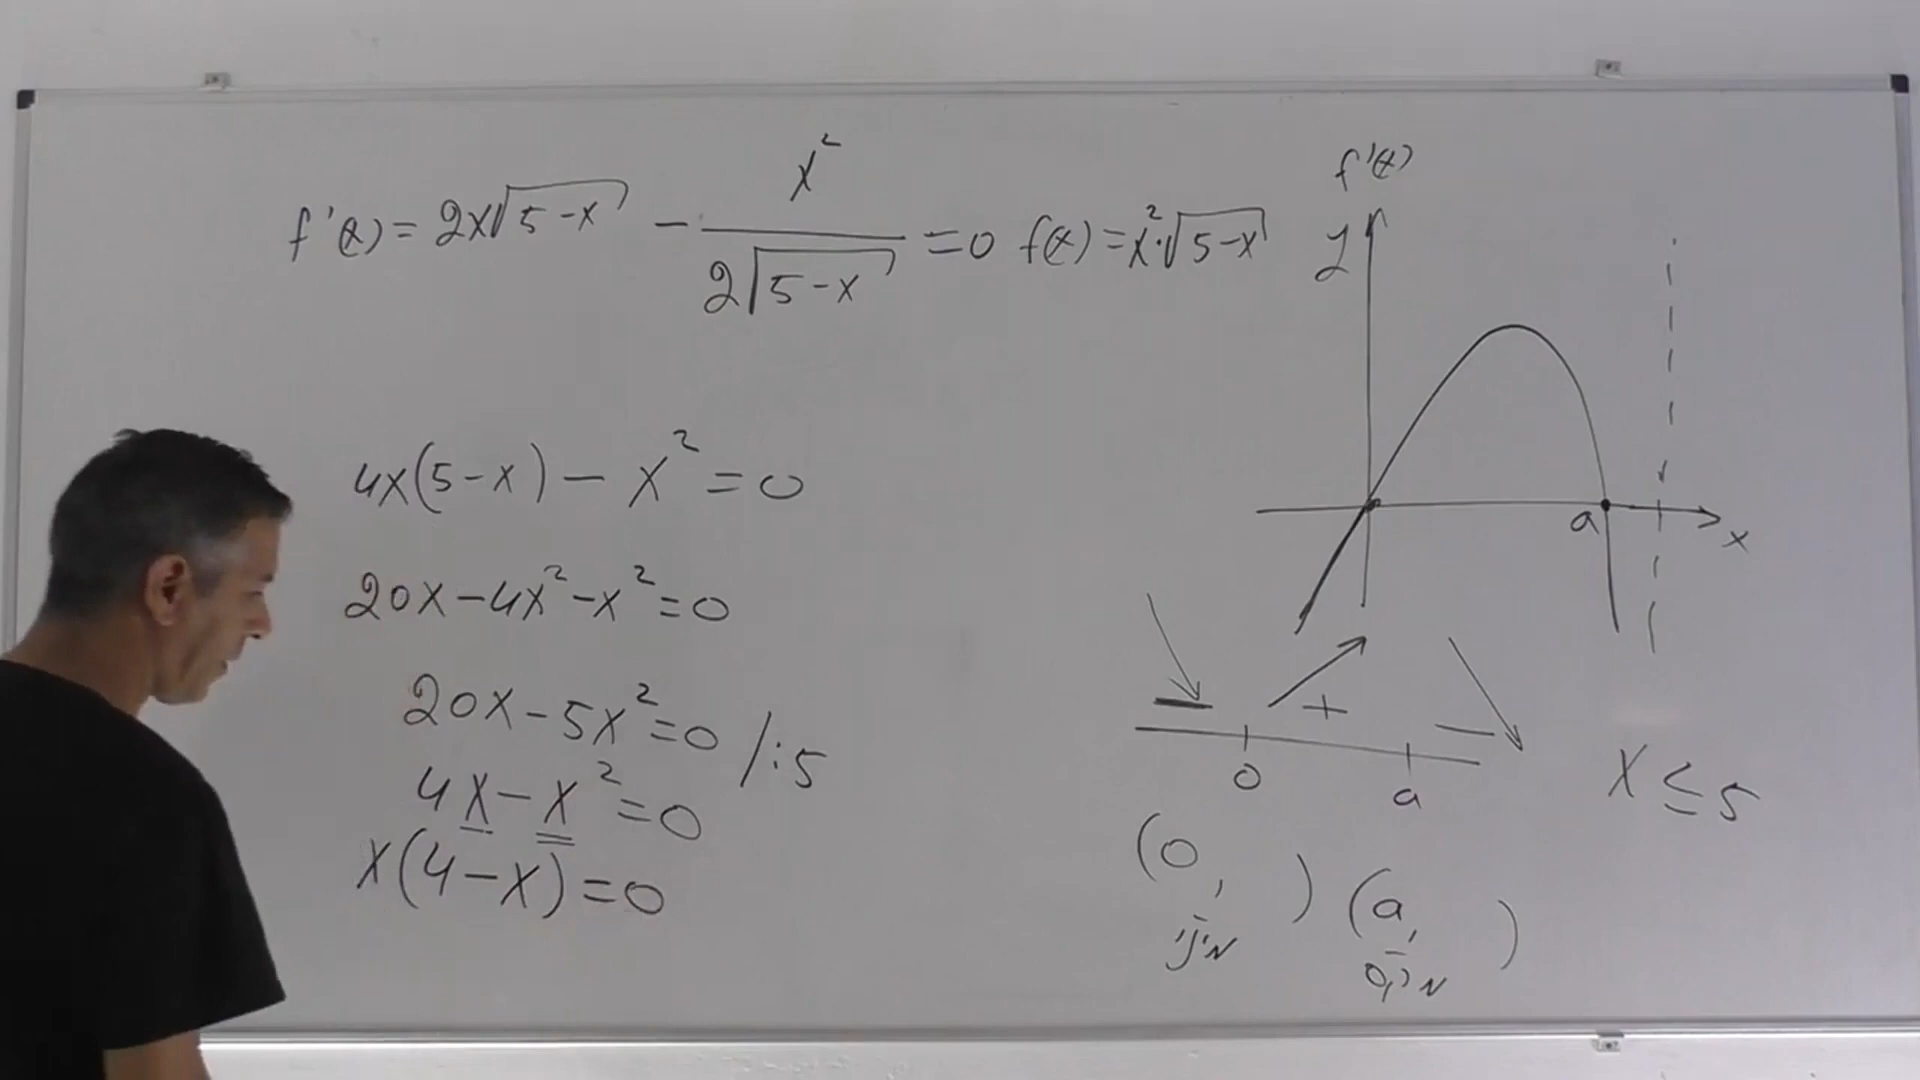 f'(x) = 2x√(5-x) - x²/(2√(5-x)) = 0
f(x) = x²·√(5-x)
4x(5-x) - x² = 0
20x - 4x² - x² = 0
20x - 5x² = 0 /:5
4x - x² = 0
x(4-x) = 0
f'(x)
y
a
x
- + -
0 a
x ≤ 5
(0, ) (a, )